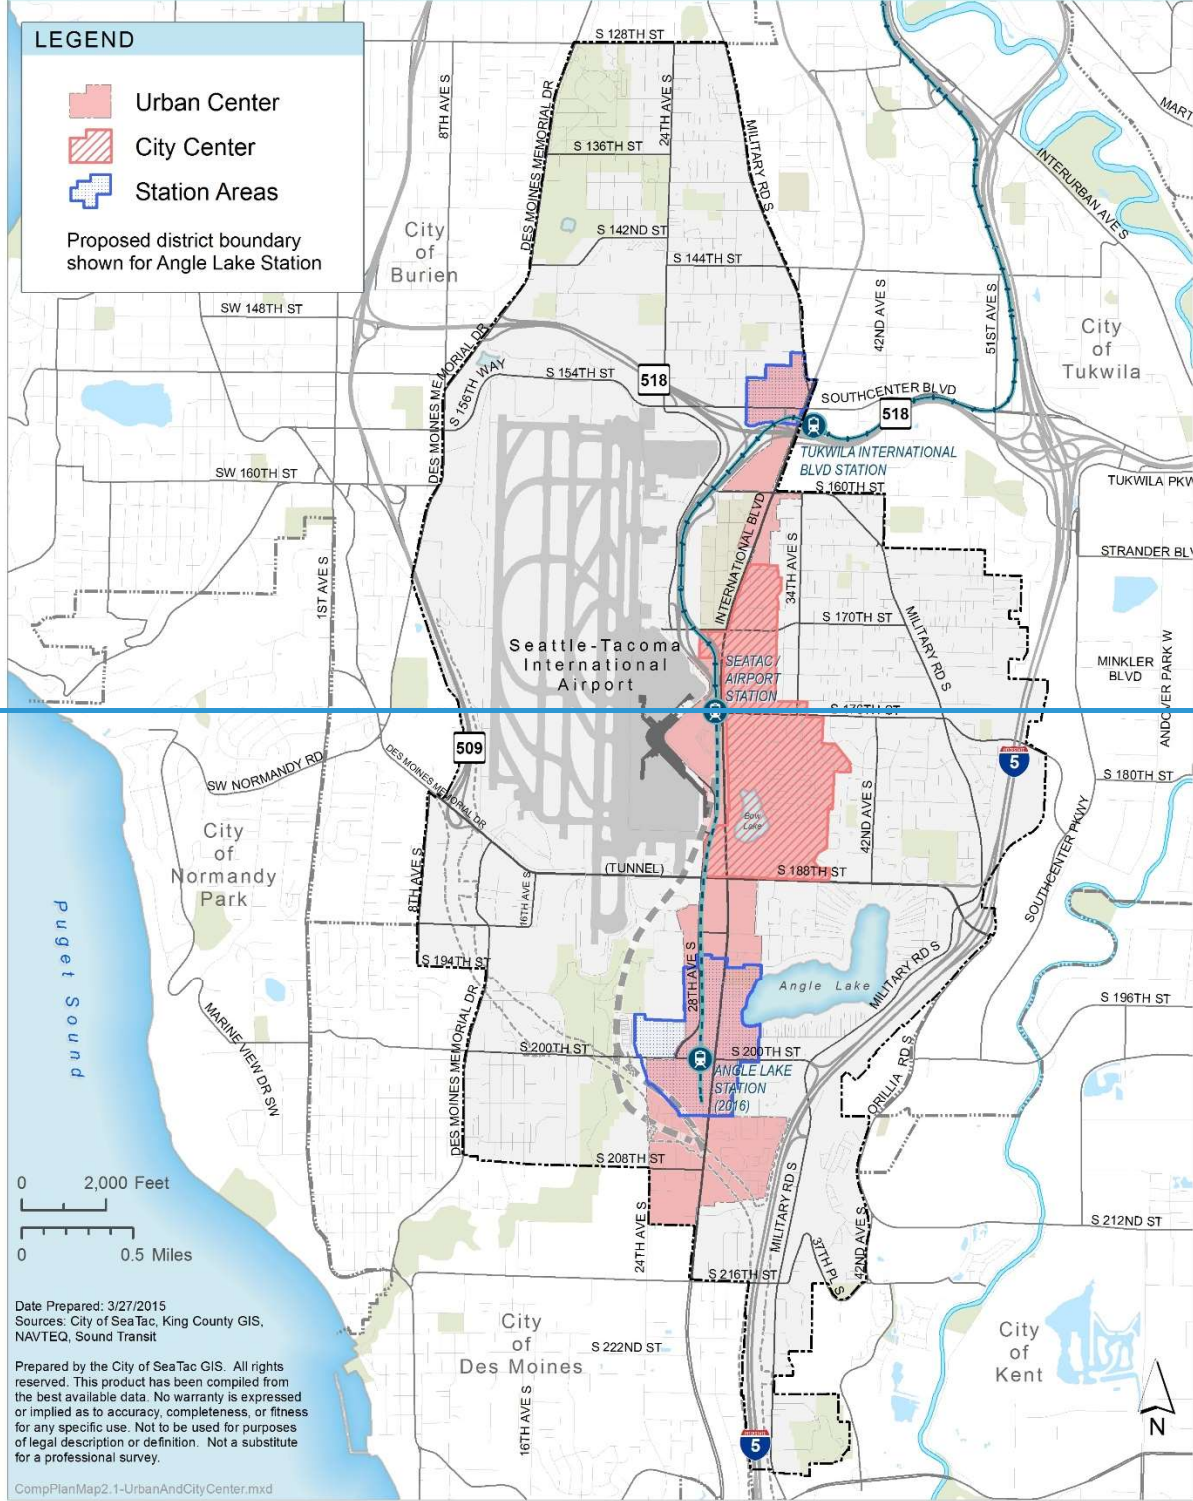 LEGEND
Urban Center
City Center
Station Areas
Proposed district boundary
shown for Angle Lake Station
S 128TH ST
8TH AVE S
DES MOINES MEMORIAL DR
24TH AVE S
MILITARY RD S
S 136TH ST
INTERURBAN AVE S
City
of
Burien
S 142ND ST
S 144TH ST
SW 148TH ST
42ND AVE S
51ST AVE S
City
of
Tukwila
DES MOINES MEMORIAL DR
S 156TH WAY
S 154TH ST
518
SOUTHCENTER BLVD
518
TUKWILA INTERNATIONAL
BLVD STATION
SW 160TH ST
S 160TH ST
INTERNATIONAL BLVD
34TH AVE S
1ST AVE S
S 170TH ST
MILITARY RD S
Seattle-Tacoma
International
Airport
SEATAC /
AIRPORT
STATION
MINKLER
BLVD
ANDOVER PARK W
509
5
DES MOINES MEMORIAL DR
SW NORMANDY RD
S 180TH ST
City
of
Normandy
Park
Bow
Lake
42ND AVE S
SOUTHCENTER PKWY
(TUNNEL)
S 188TH ST
8TH AVE S
16TH AVE S
Puget Sound
S 194TH ST
28TH AVE S
Angle Lake
MILITARY RD S
S 196TH ST
MARINE VIEW DR SW
DES MOINES MEMORIAL DR
S 200TH ST
S 200TH ST
ORILLIA RD S
ANGLE LAKE
STATION
(2016)
S 208TH ST
0 2,000 Feet
0 0.5 Miles
24TH AVE S
MILITARY RD S
37TH PL S
42ND AVE S
S 212ND ST
S 216TH ST
City
of
Des Moines
S 222ND ST
16TH AVE S
City
of
Kent
5
N
Date Prepared: 3/27/2015
Sources: City of SeaTac, King County GIS,
NAVTEQ, Sound Transit
Prepared by the City of SeaTac GIS. All rights
reserved. This product has been compiled from
the best available data. No warranty is expressed
or implied as to accuracy, completeness, or fitness
for any specific use. Not to be used for purposes
of legal description or definition. Not a substitute
for a professional survey.
CompPlanMap2.1-UrbanAndCityCenter.mxd